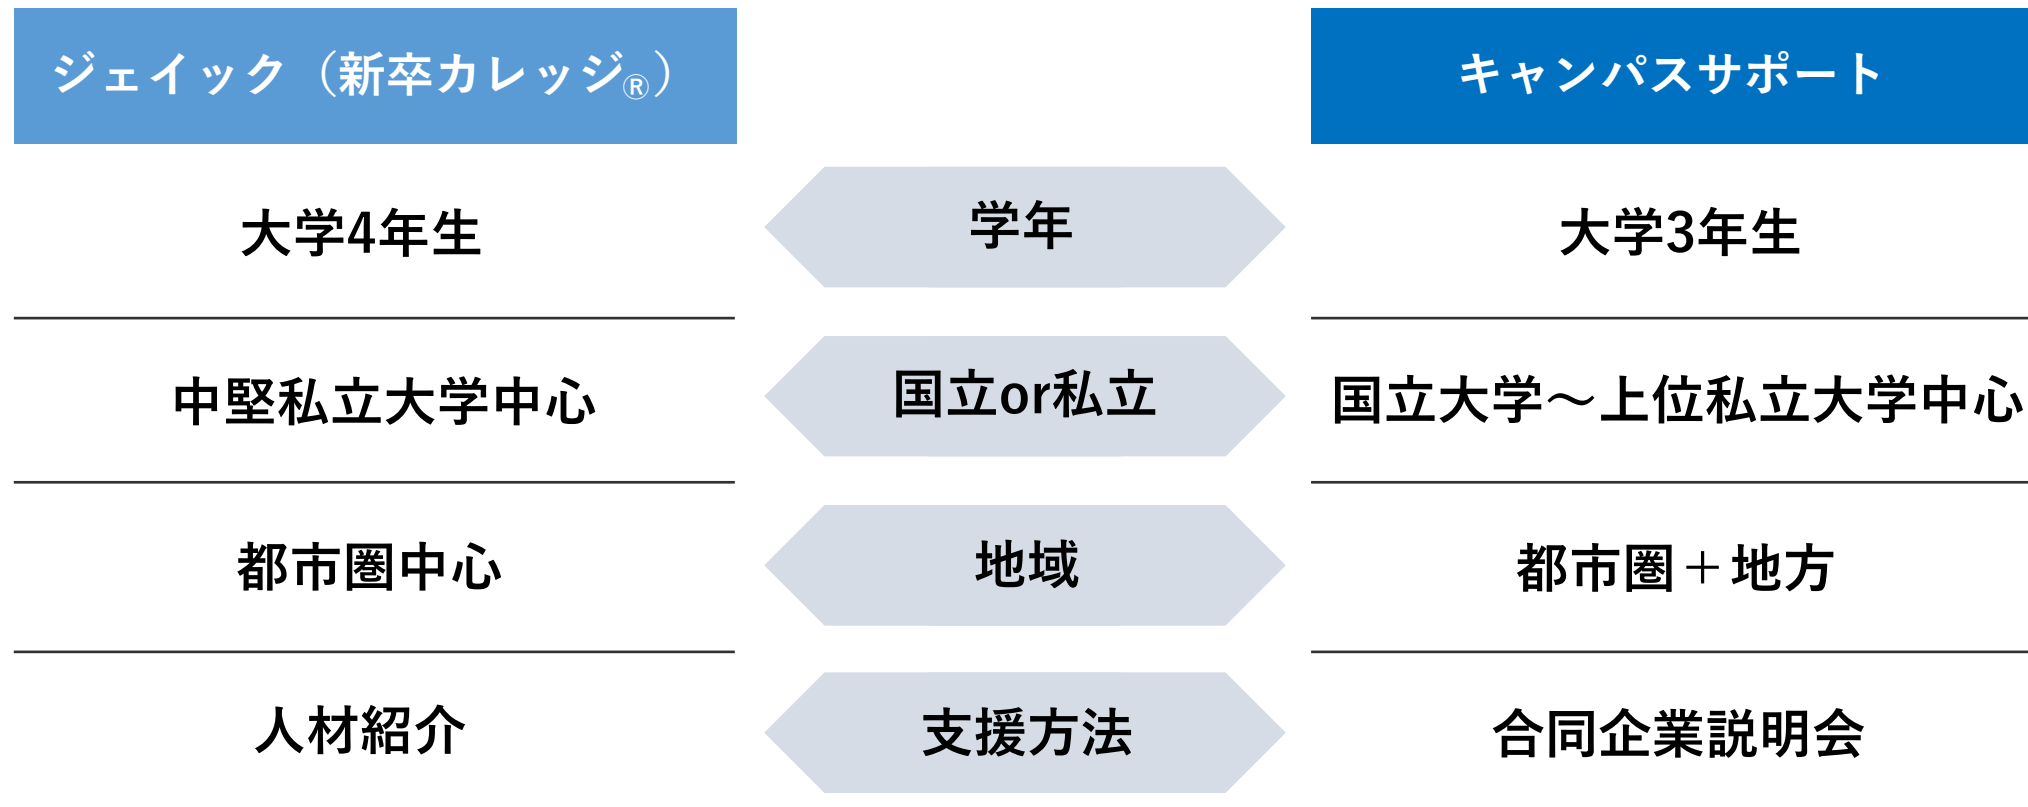 ジェイック（新卒カレッジ®）
キャンパスサポート
大学4年生
学年
大学3年生
中堅私立大学中心
国立or私立
国立大学～上位私立大学中心
都市圏中心
地域
都市圏＋地方
人材紹介
支援方法
合同企業説明会